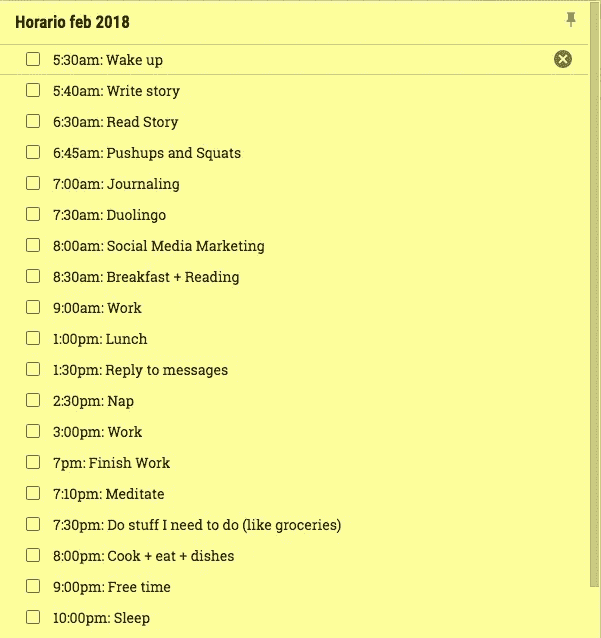 Horario feb 2018
5:30am: Wake up
5:40am: Write story
6:30am: Read Story
6:45am: Pushups and Squats
7:00am: Journaling
7:30am: Duolingo
8:00am: Social Media Marketing
8:30am: Breakfast + Reading
9:00am: Work
1:00pm: Lunch
1:30pm: Reply to messages
2:30pm: Nap
3:00pm: Work
7pm: Finish Work
7:10pm: Meditate
7:30pm: Do stuff I need to do (like groceries)
8:00pm: Cook + eat + dishes
9:00pm: Free time
10:00pm: Sleep